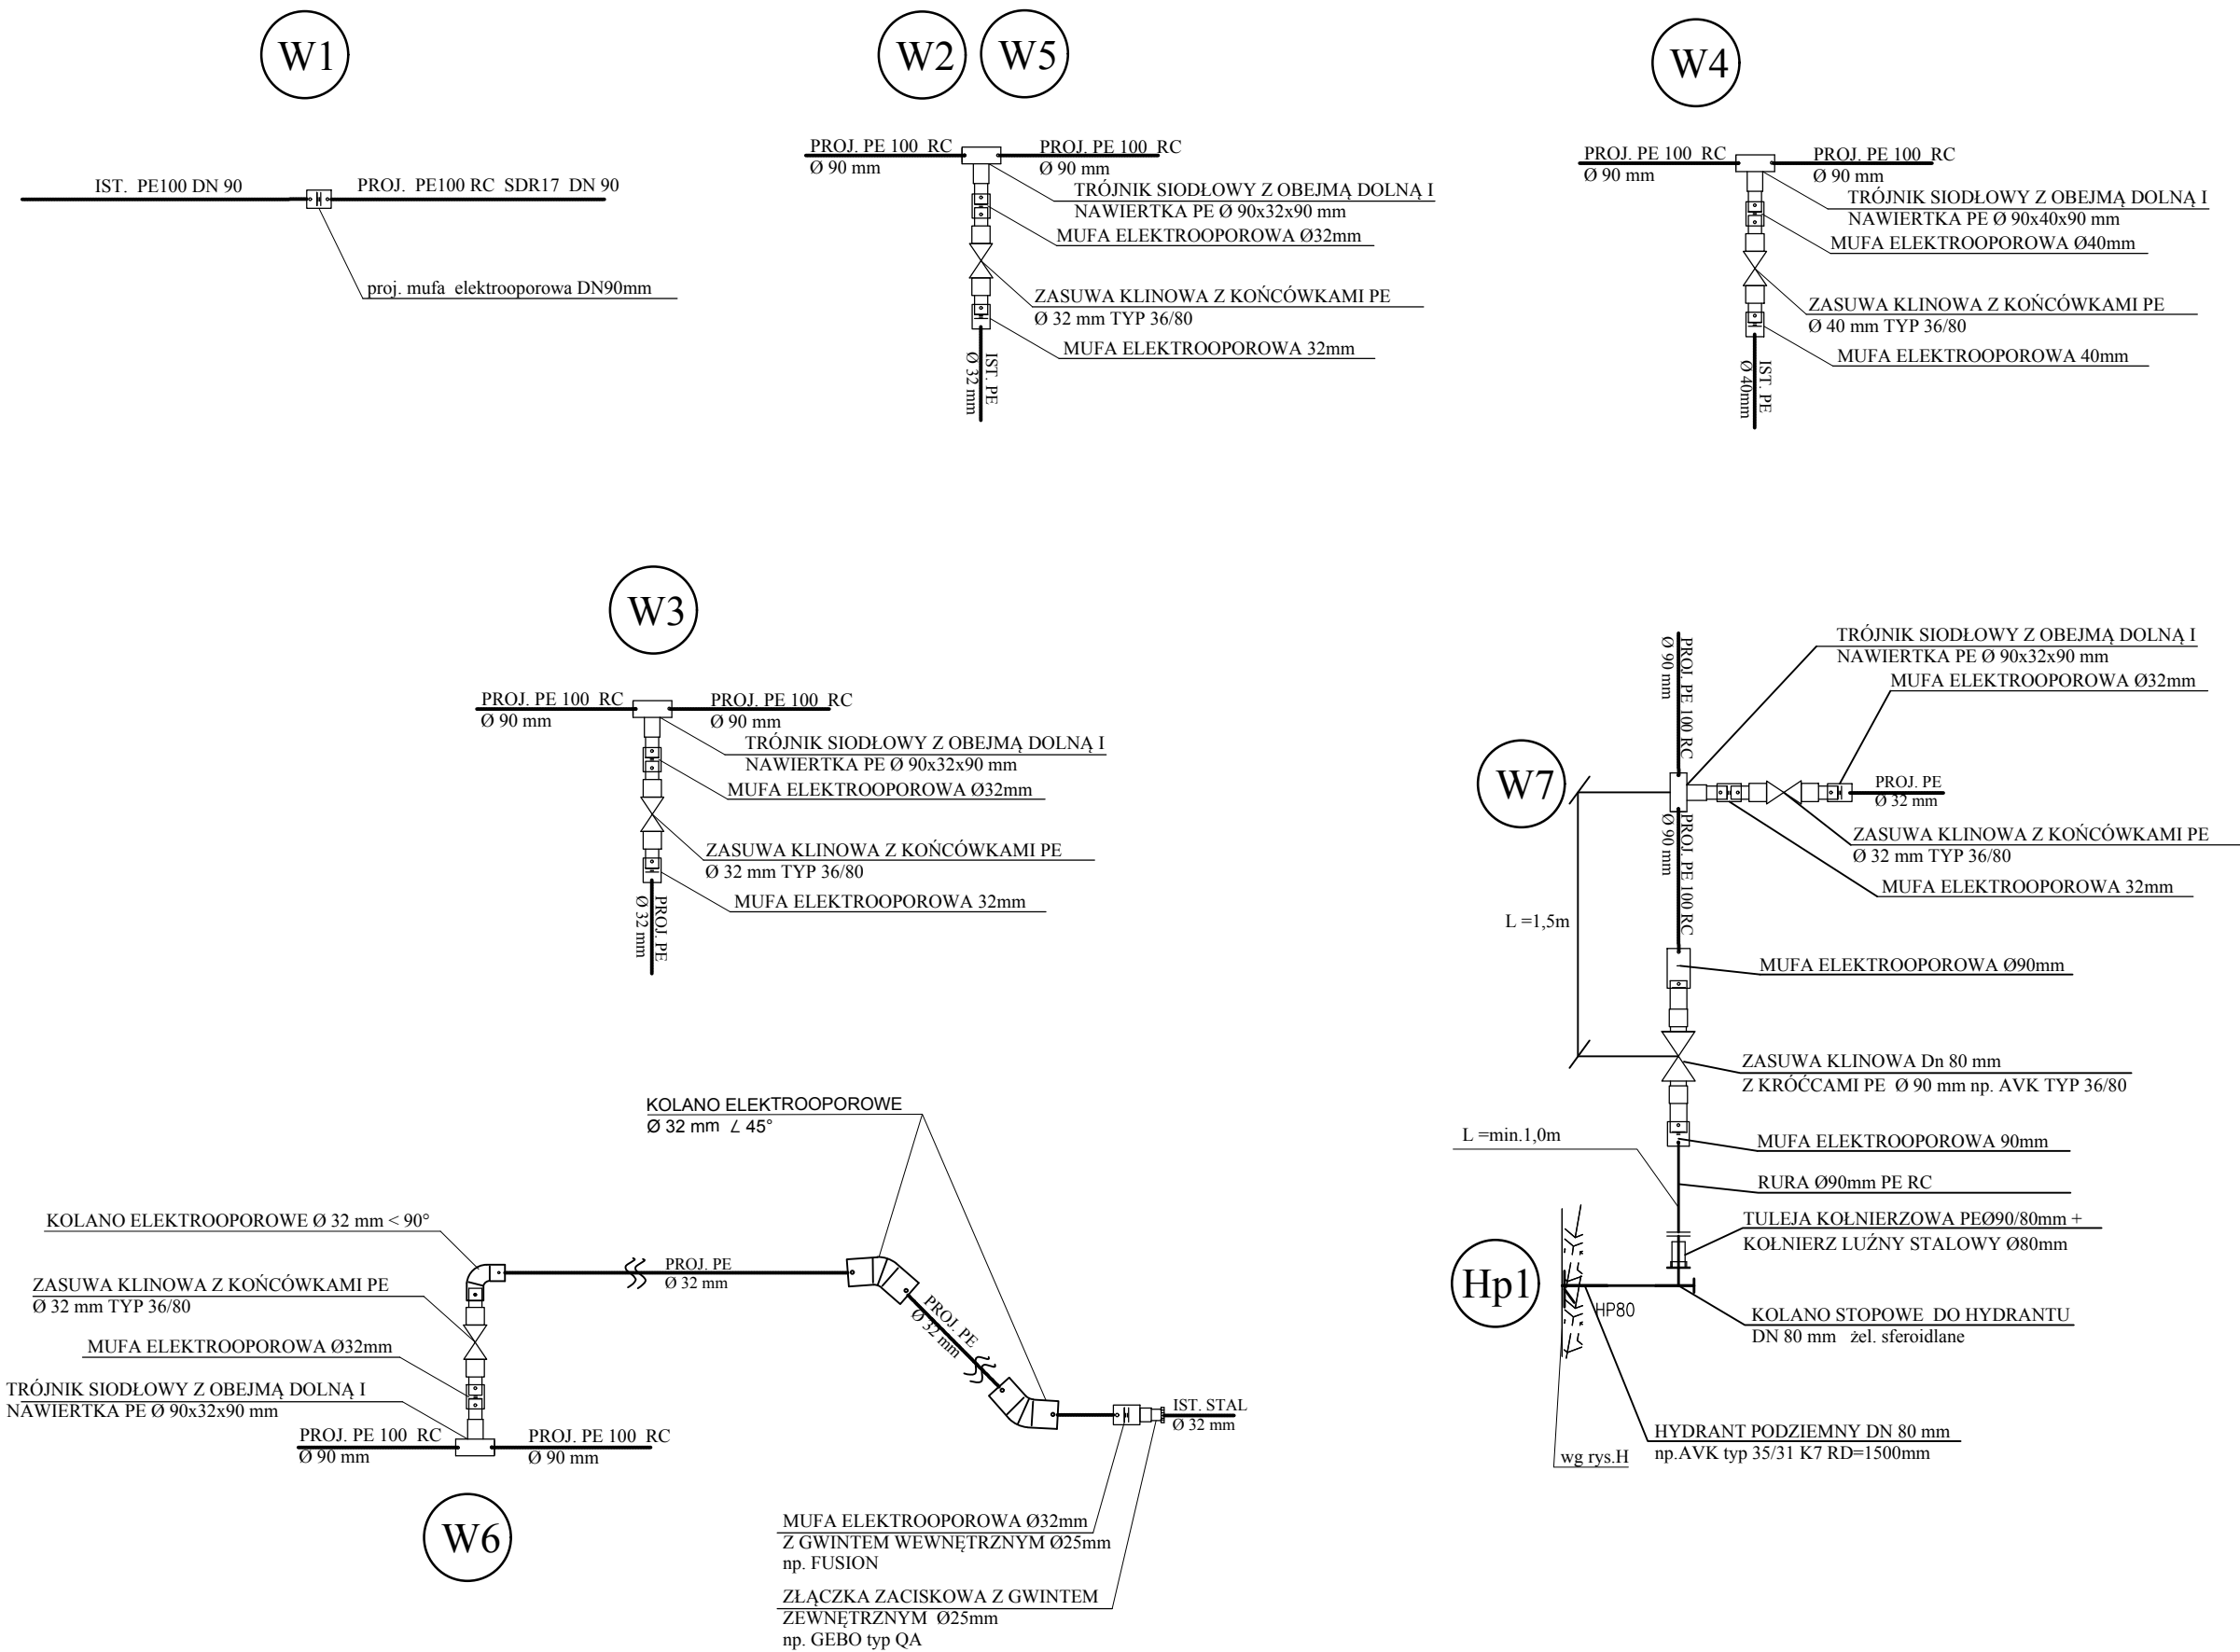 W1
IST. PE100 DN 90
PROJ. PE100 RC SDR17 DN 90
proj. mufa elektrooporowa DN90mm
W2
W5
PROJ. PE 100 RC
Ø 90 mm
PROJ. PE 100 RC
Ø 90 mm
TRÓJNIK SIODŁOWY Z OBEJMĄ DOLNĄ I
NAWIERTKA PE Ø 90x32x90 mm
MUFA ELEKTROOPOROWA Ø32mm
ZASUWA KLINOWA Z KOŃCÓWKAMI PE
Ø 32 mm TYP 36/80
MUFA ELEKTROOPOROWA 32mm
IST. PE
Ø 32 mm
W4
PROJ. PE 100 RC
Ø 90 mm
PROJ. PE 100 RC
Ø 90 mm
TRÓJNIK SIODŁOWY Z OBEJMĄ DOLNĄ I
NAWIERTKA PE Ø 90x40x90 mm
MUFA ELEKTROOPOROWA Ø40mm
ZASUWA KLINOWA Z KOŃCÓWKAMI PE
Ø 40 mm TYP 36/80
MUFA ELEKTROOPOROWA 40mm
IST. PE
Ø 40mm
W3
PROJ. PE 100 RC
Ø 90 mm
PROJ. PE 100 RC
Ø 90 mm
TRÓJNIK SIODŁOWY Z OBEJMĄ DOLNĄ I
NAWIERTKA PE Ø 90x32x90 mm
MUFA ELEKTROOPOROWA Ø32mm
ZASUWA KLINOWA Z KOŃCÓWKAMI PE
Ø 32 mm TYP 36/80
MUFA ELEKTROOPOROWA 32mm
PROJ. PE
Ø 32 mm
W7
PROJ. PE 100 RC
Ø 90 mm
TRÓJNIK SIODŁOWY Z OBEJMĄ DOLNĄ I
NAWIERTKA PE Ø 90x32x90 mm
MUFA ELEKTROOPOROWA Ø32mm
PROJ. PE
Ø 32 mm
ZASUWA KLINOWA Z KOŃCÓWKAMI PE
Ø 32 mm TYP 36/80
MUFA ELEKTROOPOROWA 32mm
PROJ. PE 100 RC
Ø 90 mm
L =1,5m
MUFA ELEKTROOPOROWA Ø90mm
ZASUWA KLINOWA Dn 80 mm
Z KRÓĆCAMI PE Ø 90 mm np. AVK TYP 36/80
L =min.1,0m
MUFA ELEKTROOPOROWA 90mm
RURA Ø90mm PE RC
TULEJA KOŁNIERZOWA PEØ90/80mm +
KOŁNIERZ LUŹNY STALOWY Ø80mm
Hp1
HP80
KOLANO STOPOWE DO HYDRANTU
DN 80 mm żel. sferoidlane
HYDRANT PODZIEMNY DN 80 mm
np.AVK typ 35/31 K7 RD=1500mm
wg rys.H
KOLANO ELEKTROOPOROWE
Ø 32 mm ∠ 45°
KOLANO ELEKTROOPOROWE Ø 32 mm < 90°
PROJ. PE
Ø 32 mm
ZASUWA KLINOWA Z KOŃCÓWKAMI PE
Ø 32 mm TYP 36/80
PROJ. PE
Ø 32 mm
MUFA ELEKTROOPOROWA Ø32mm
TRÓJNIK SIODŁOWY Z OBEJMĄ DOLNĄ I
NAWIERTKA PE Ø 90x32x90 mm
PROJ. PE 100 RC
Ø 90 mm
PROJ. PE 100 RC
Ø 90 mm
IST. STAL
Ø 32 mm
W6
MUFA ELEKTROOPOROWA Ø32mm
Z GWINTEM WEWNĘTRZNYM Ø25mm
np. FUSION
ZŁĄCZKA ZACISKOWA Z GWINTEM
ZEWNĘTRZNYM Ø25mm
np. GEBO typ QA